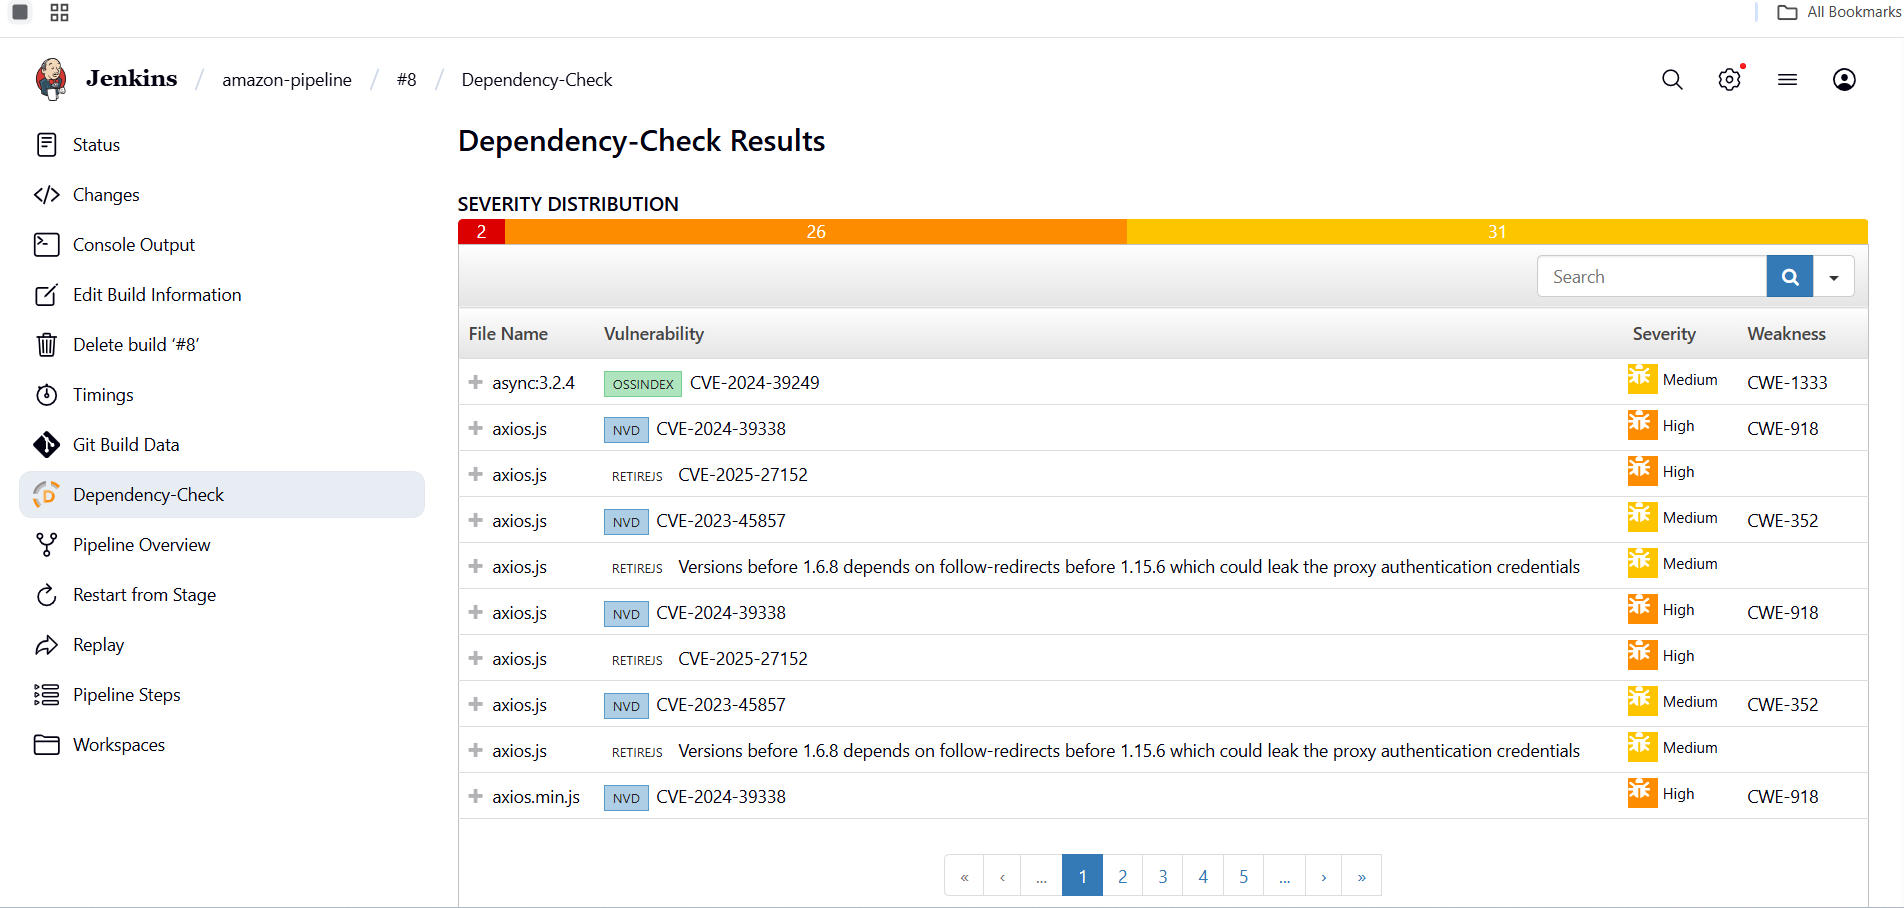 All Bookmarks
Jenkins / amazon-pipeline / #8 / Dependency-Check
Status
Changes
Console Output
Edit Build Information
Delete build ‘#8’
Timings
Git Build Data
Dependency-Check
Pipeline Overview
Restart from Stage
Replay
Pipeline Steps
Workspaces
Dependency-Check Results
SEVERITY DISTRIBUTION
2 26 31
Search
File Name Vulnerability Severity Weakness
async:3.2.4 OSSINDEX CVE-2024-39249 Medium CWE-1333
axios.js NVD CVE-2024-39338 High CWE-918
axios.js RETIREJS CVE-2025-27152 High
axios.js NVD CVE-2023-45857 Medium CWE-352
axios.js RETIREJS Versions before 1.6.8 depends on follow-redirects before 1.15.6 which could leak the proxy authentication credentials Medium
axios.js NVD CVE-2024-39338 High CWE-918
axios.js RETIREJS CVE-2025-27152 High
axios.js NVD CVE-2023-45857 Medium CWE-352
axios.js RETIREJS Versions before 1.6.8 depends on follow-redirects before 1.15.6 which could leak the proxy authentication credentials Medium
axios.min.js NVD CVE-2024-39338 High CWE-918
« ‹ ... 1 2 3 4 5 ... › »